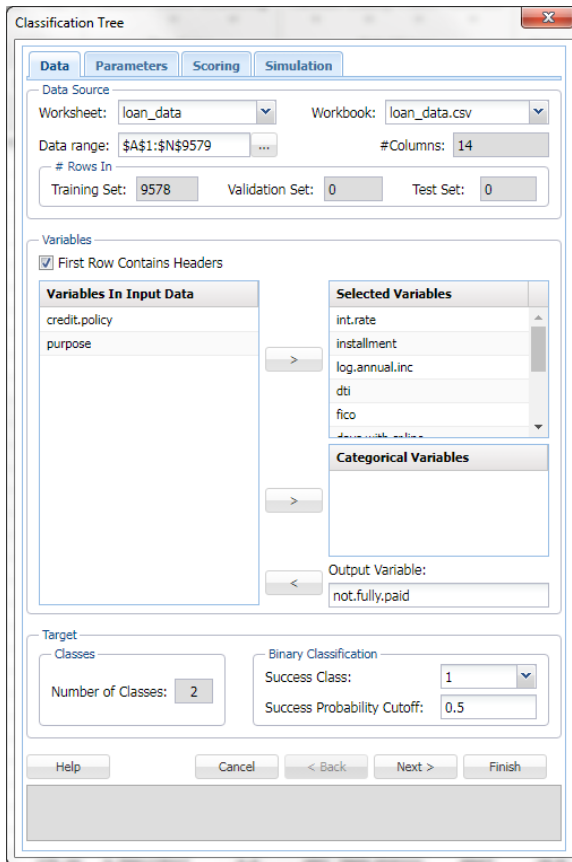 Classification Tree
Data Parameters Scoring Simulation
Data Source
Worksheet: loan_data Workbook: loan_data.csv
Data range: $A$1:$N$9579 ... #Columns: 14
# Rows In
Training Set: 9578 Validation Set: 0 Test Set: 0
Variables
First Row Contains Headers
Variables In Input Data Selected Variables
credit.policy int.rate
purpose installment
> log.annual.inc
dti
fico
Categorical Variables
>
Output Variable:
< not.fully.paid
Target
Classes Binary Classification
Number of Classes: 2 Success Class: 1
Success Probability Cutoff: 0.5
Help Cancel < Back Next > Finish